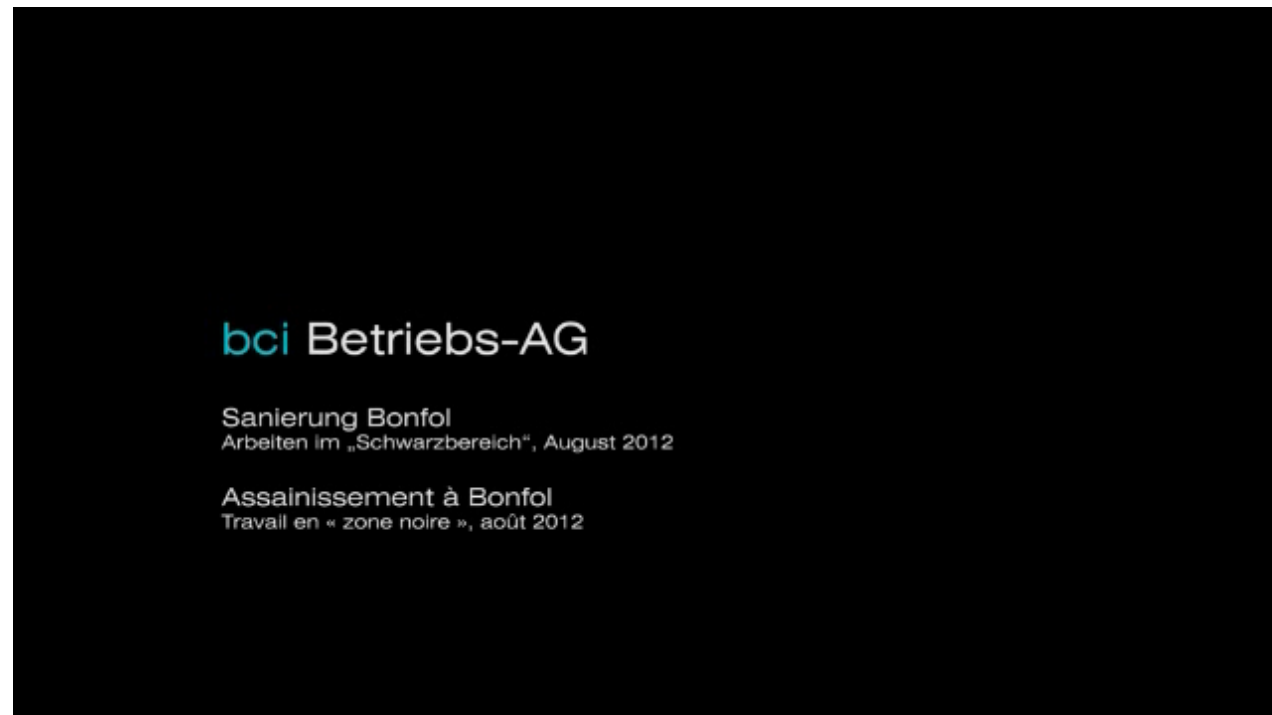 bci Betriebs-AG
Sanierung Bonfol
Arbeiten im „Schwarzbereich“, August 2012
Assainissement à Bonfol
Travail en « zone noire », août 2012